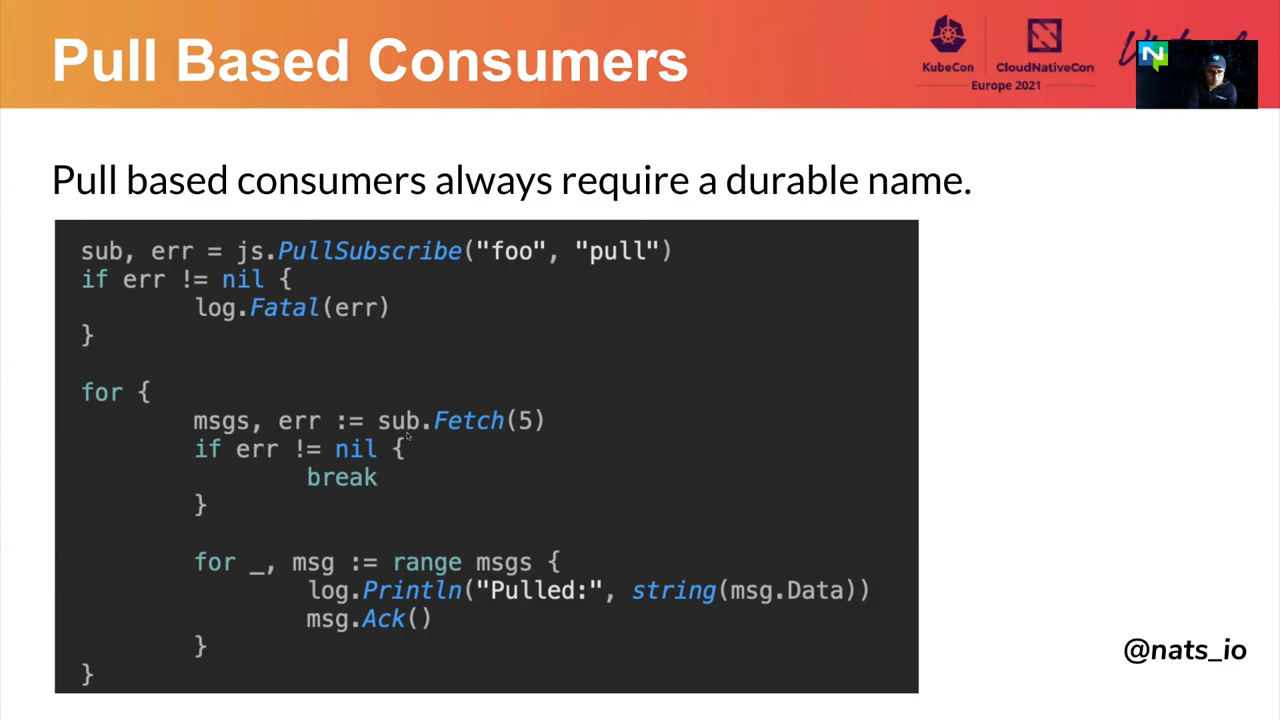 Pull Based Consumers
KubeCon
CloudNativeCon
Europe 2021
N
Pull based consumers always require a durable name.
sub, err = js.PullSubscribe("foo", "pull")
if err != nil {
log.Fatal(err)
}
for {
msgs, err := sub.Fetch(5)
if err != nil {
break
}
for _, msg := range msgs {
log.Println("Pulled:", string(msg.Data))
msg.Ack()
}
}
@nats_io